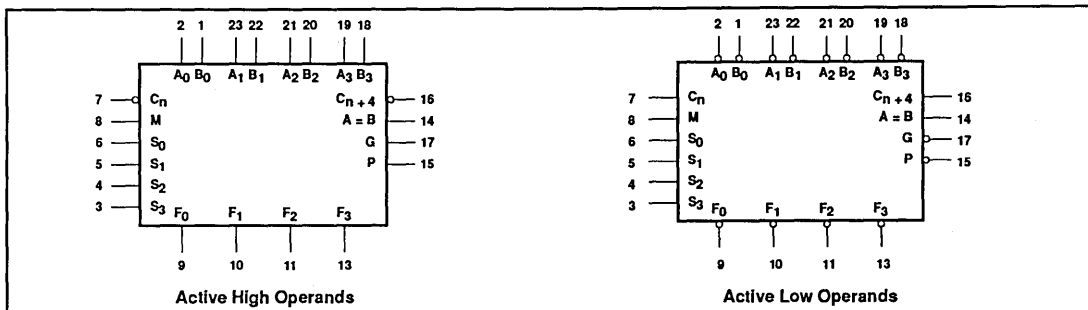 2 1 23 22 21 20 19 18
A0 B0 A1 B1 A2 B2 A3 B3
7 Cn Cn + 4 16
8 M A = B 14
6 S0 G 17
5 S1 P 15
4 S2
3 S3
F0 F1 F2 F3
9 10 11 13
Active High Operands
2 1 23 22 21 20 19 18
A0 B0 A1 B1 A2 B2 A3 B3
7 Cn Cn + 4 16
8 M A = B 14
6 S0 G 17
5 S1 P 15
4 S2
3 S3
F0 F1 F2 F3
9 10 11 13
Active Low Operands